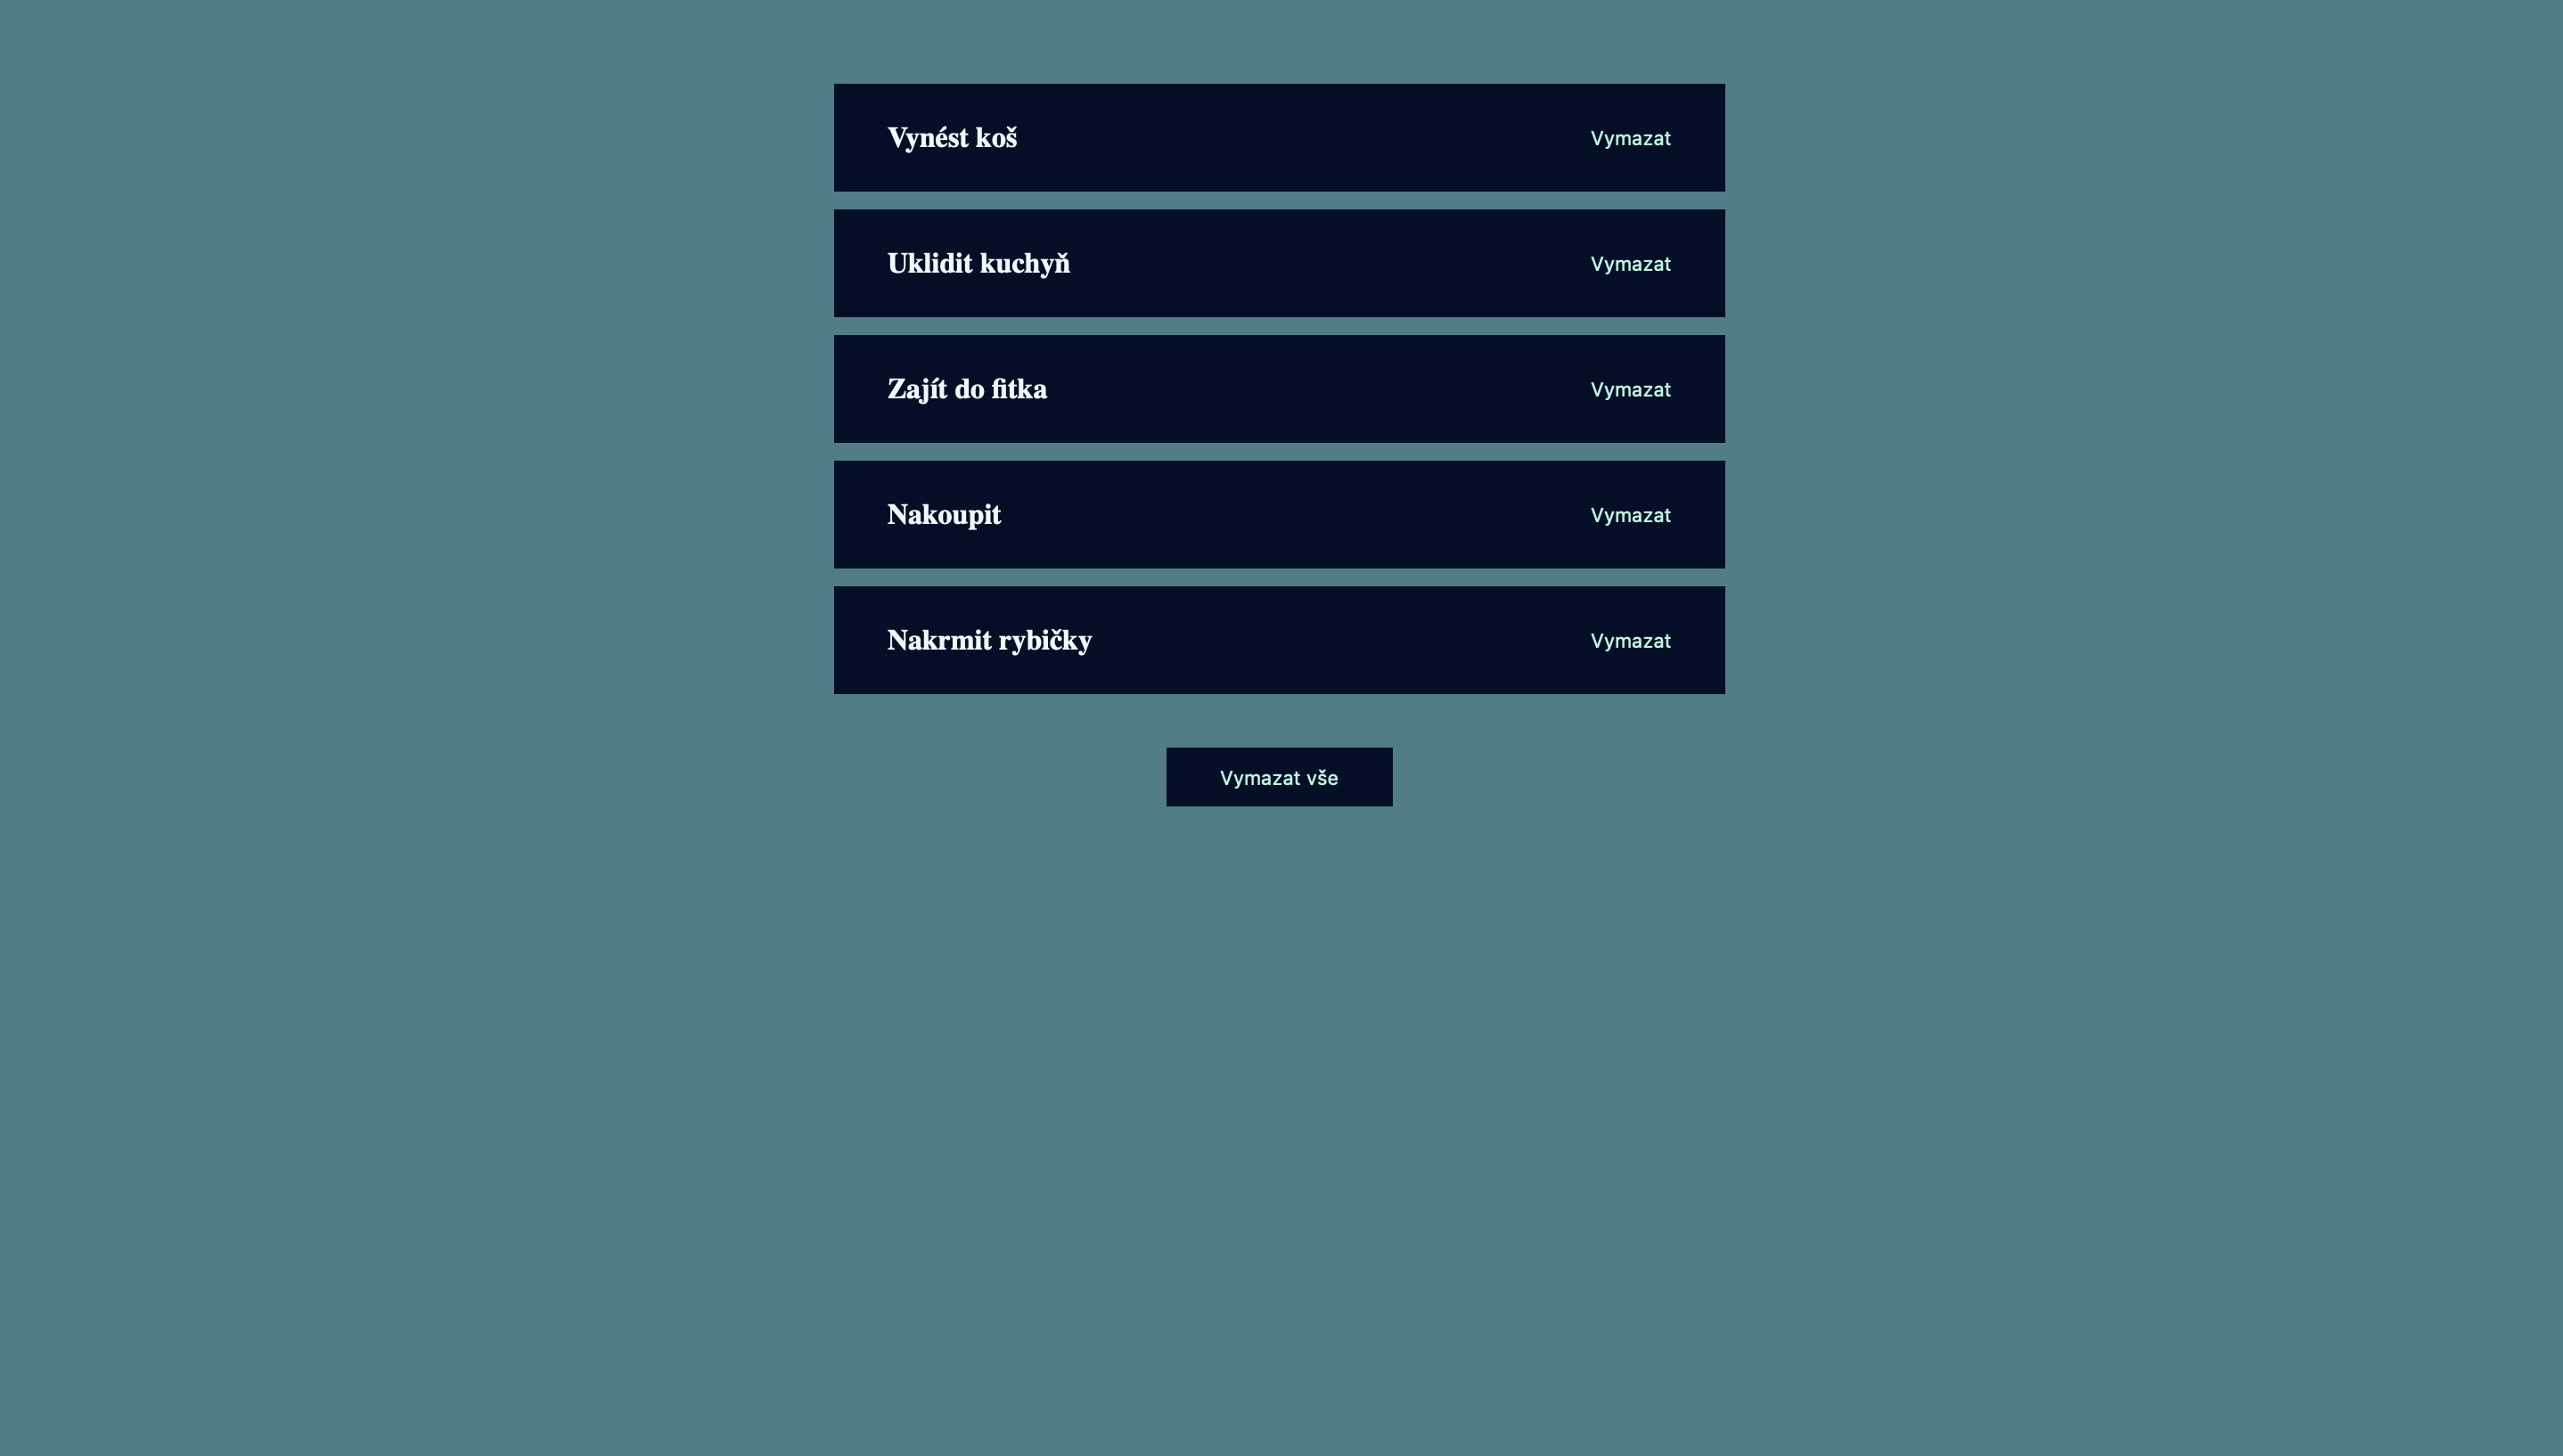 Vynést koš Vymazat
Uklidit kuchyň Vymazat
Zajít do fitka Vymazat
Nakoupit Vymazat
Nakrmit rybičky Vymazat
Vymazat vše